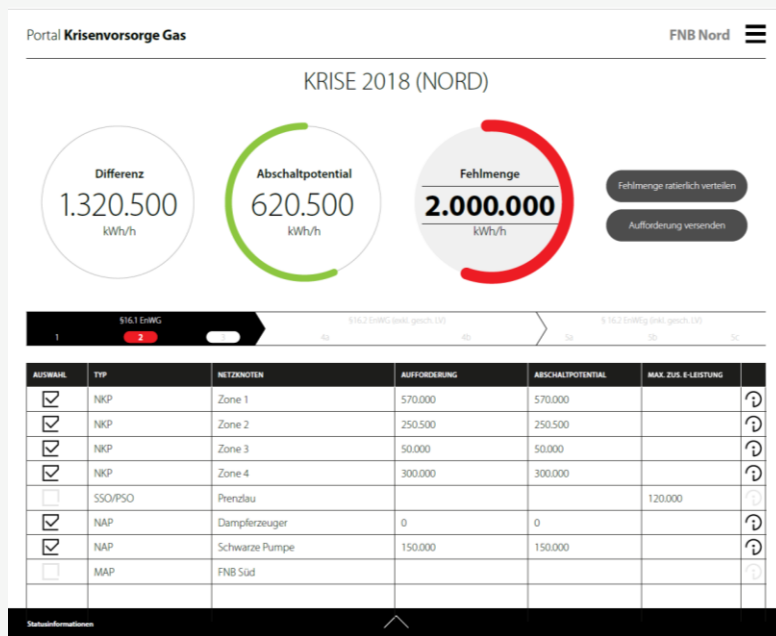 Portal Krisenvorsorge Gas
FNB Nord
KRISE 2018 (NORD)
Differenz
1.320.500
kWh/h
Abschaltpotential
620.500
kWh/h
Fehlmenge
2.000.000
kWh/h
Fehlmenge ratierlich verteilen
Aufforderung versenden
§16.1 EnWG
1 2 3
§16.2 EnWG (exkl. gesch. LV)
4a 4b
§ 16.2 EnWEg (inkl. gesch. LV)
5a 5b 5c
AUSWAHL TYP NETZKNOTEN AUFFORDERUNG ABSCHALTPOTENTIAL MAX. ZUS. E-LEISTUNG
NKP Zone 1 570.000 570.000
NKP Zone 2 250.500 250.500
NKP Zone 3 50.000 50.000
NKP Zone 4 300.000 300.000
SSO/PSO Prenzlau 120.000
NAP Dampferzeuger 0 0
NAP Schwarze Pumpe 150.000 150.000
MAP FNB Süd
Statusinformationen